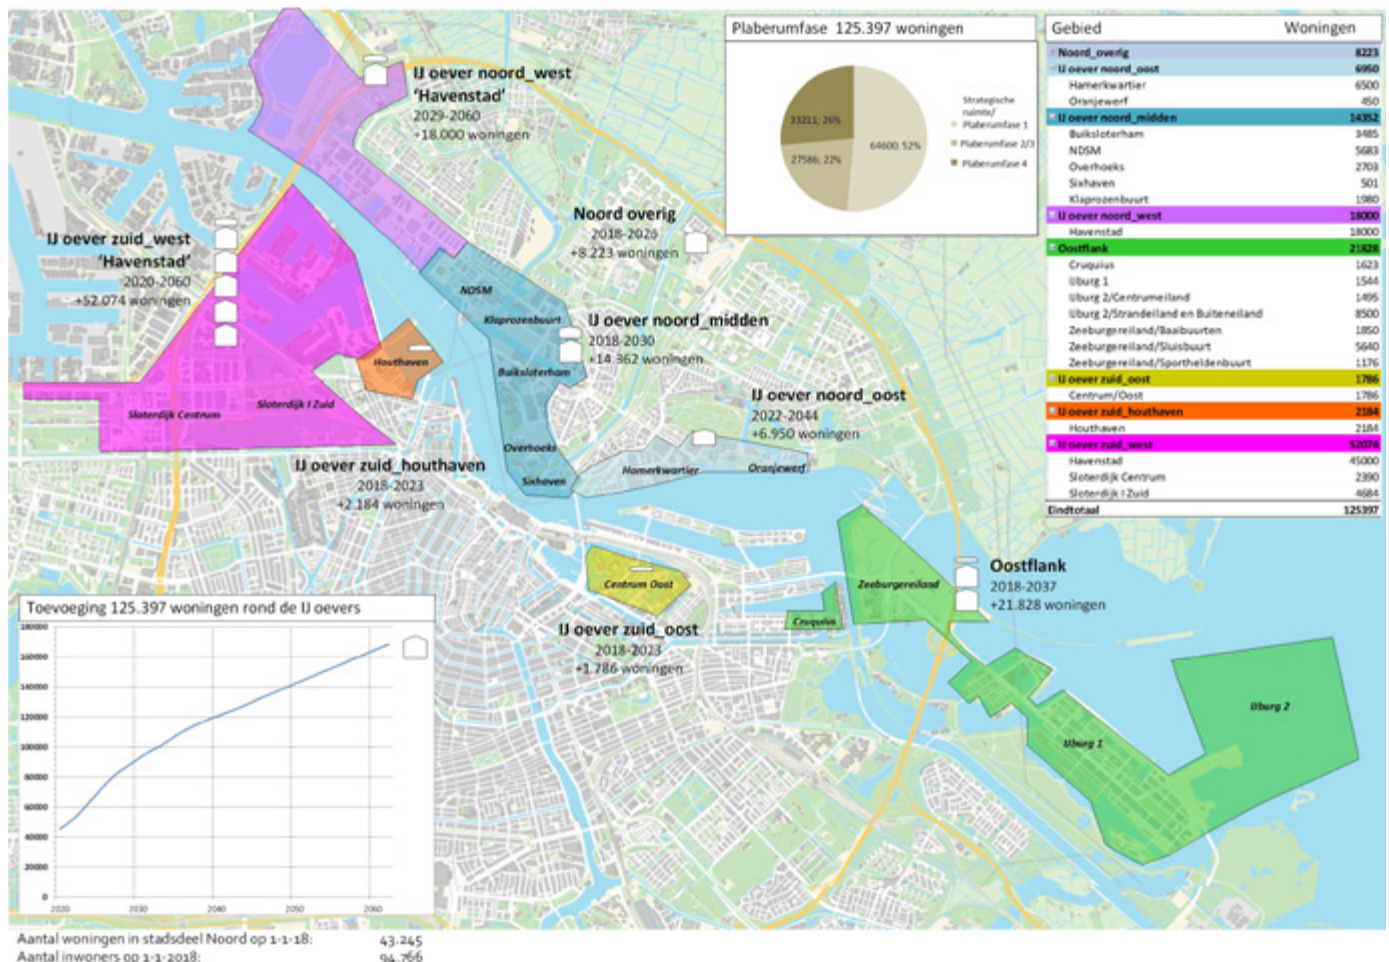 IJ oever noord_west
'Havenstad'
2029-2060
+18.000 woningen
IJ oever zuid_west
'Havenstad'
2020-2060
+52.074 woningen
Noord overig
2018-2026
+8.223 woningen
NDSM
Klaprozenbuurt
IJ oever noord_midden
2018-2030
+14.362 woningen
Houthaven
Buiksloterham
Sloterdijk Centrum
Sloterdijk I Zuid
IJ oever noord_oost
2022-2044
+6.950 woningen
Overhoeks
Sixhaven
Hamerkwartier
Oranjewerf
IJ oever zuid_houthaven
2018-2023
+2.184 woningen
Centrum Oost
IJ oever zuid_oost
2018-2023
+1.786 woningen
Zeeburgereiland
Cruquius
Oostflank
2018-2037
+21.828 woningen
IJburg 1
IJburg 2
Plaberumfase 125.397 woningen
33211; 26%
27586; 22%
64600; 52%
Strategische
ruimte/
Plaberumfase 1
Plaberumfase 2/3
Plaberumfase 4
Gebied Woningen
Noord_overig 8223
IJ oever noord_oost 6950
Hamerkwartier 6500
Oranjewerf 450
IJ oever noord_midden 14352
Buiksloterham 3485
NDSM 5683
Overhoeks 2703
Sixhaven 501
Klaprozenbuurt 1980
IJ oever noord_west 18000
Havenstad 18000
Oostflank 21828
Cruquius 1623
IJburg 1 1544
IJburg 2/Centrumeiland 1495
IJburg 2/Strandeiland en Buiteneiland 8500
Zeeburgereiland/Baaibuurten 1850
Zeeburgereiland/Sluisbuurt 5640
Zeeburgereiland/Sportheldenbuurt 1176
IJ oever zuid_oost 1786
Centrum/Oost 1786
IJ oever zuid_houthaven 2184
Houthaven 2184
IJ oever zuid_west 52074
Havenstad 45000
Sloterdijk Centrum 2390
Sloterdijk I Zuid 4684
Eindtotaal 125397
Toevoeging 125.397 woningen rond de IJ oevers
180000
160000
140000
120000
100000
80000
60000
40000
20000
0
2020 2030 2040 2050 2060
Aantal woningen in stadsdeel Noord op 1-1-18: 43.245
Aantal inwoners op 1-1-2018: 94.766